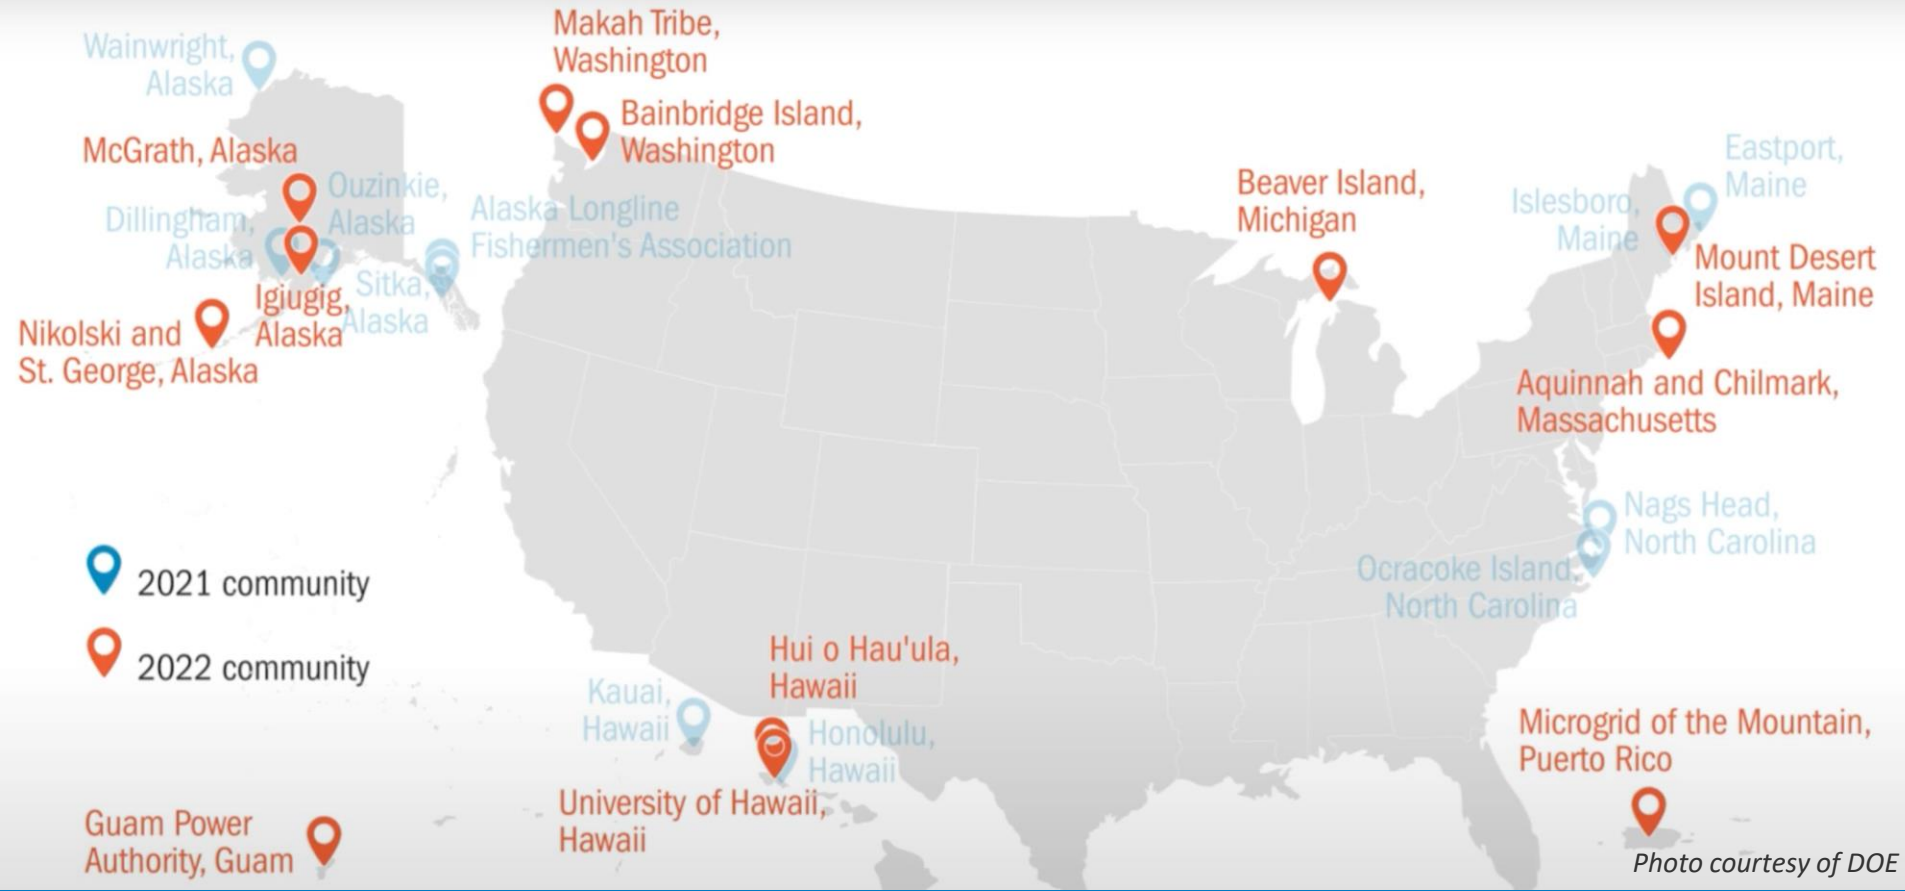 Makah Tribe,
Washington
Wainwright,
Alaska
Bainbridge Island,
Washington
McGrath, Alaska
Ouzinkie,
Alaska
Dillingham,
Alaska
Alaska Longline
Fishermen's Association
Sitka,
Alaska
Igiugig,
Alaska
Nikolski and
St. George, Alaska
Beaver Island,
Michigan
Eastport,
Maine
Islesboro,
Maine
Mount Desert
Island, Maine
Aquinnah and Chilmark,
Massachusetts
Nags Head,
North Carolina
Ocracoke Island,
North Carolina
2021 community
2022 community
Hui o Hau'ula,
Hawaii
Kauai,
Hawaii
Honolulu,
Hawaii
University of Hawaii,
Hawaii
Microgrid of the Mountain,
Puerto Rico
Guam Power
Authority, Guam
Photo courtesy of DOE